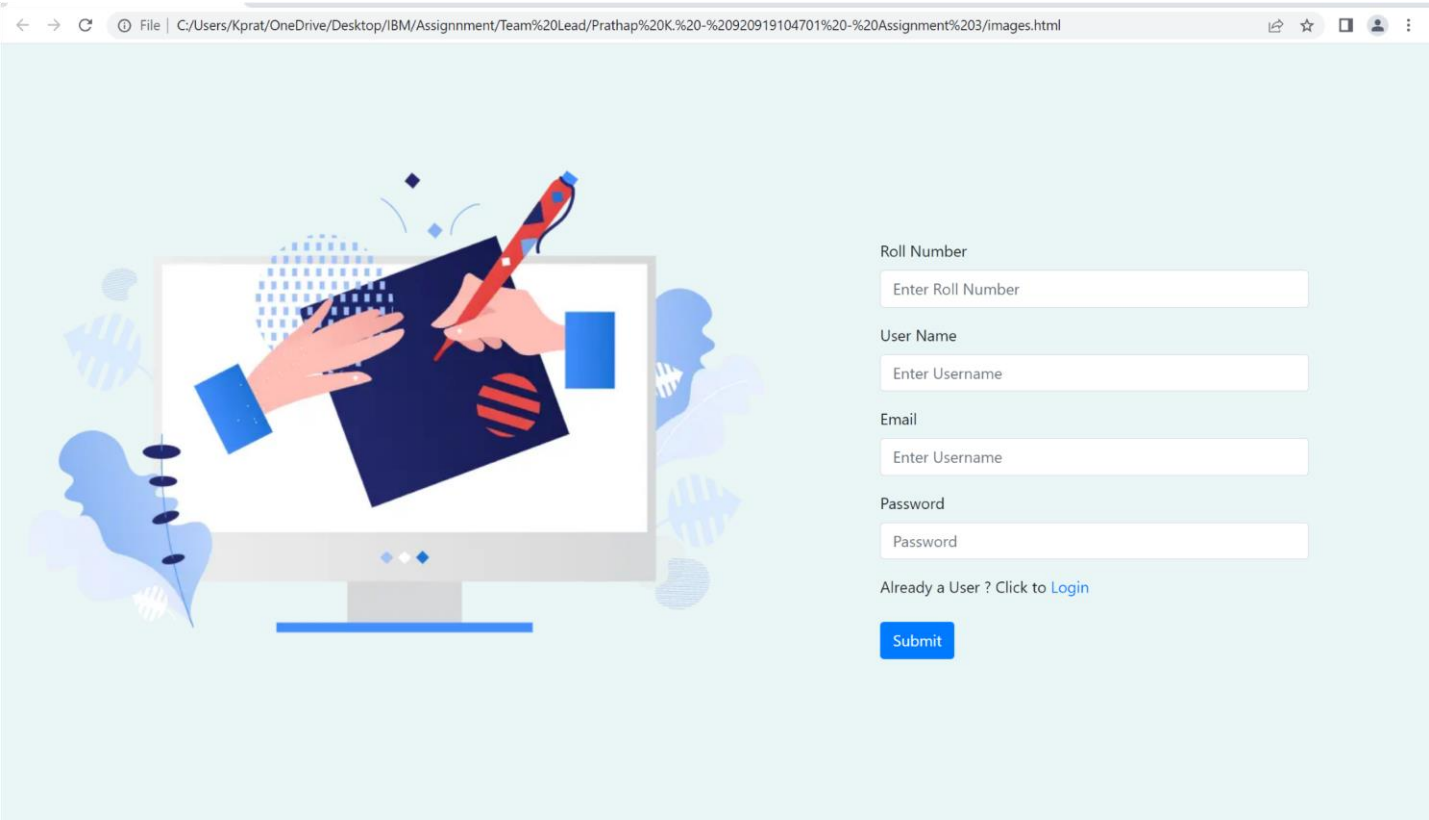 File | C:/Users/Kprat/OneDrive/Desktop/IBM/Assignnment/Team%20Lead/Prathap%20K.%20-%20920919104701%20-%20Assignment%203/images.html
Roll Number
Enter Roll Number
User Name
Enter Username
Email
Enter Username
Password
Password
Already a User ? Click to Login
Submit